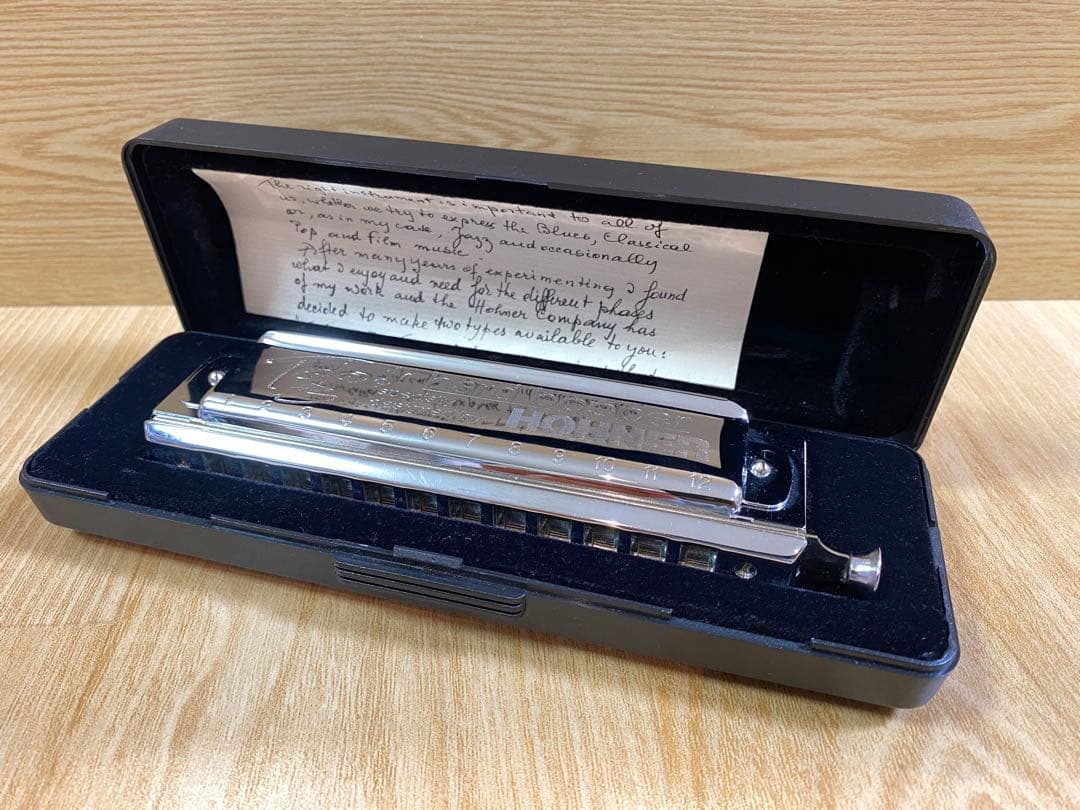 The right instrument is important to all of
us, whether we try to express the Blues, Classical
or, as in my case, Jazz and occasionally
Pop and film music.
After many years of experimenting I found
what I enjoy and need for the different phases
of my work and the Hohner Company has
decided to make two types available to you:
HOHNER
1 2 3 4 5 6 7 8 9 10 11 12